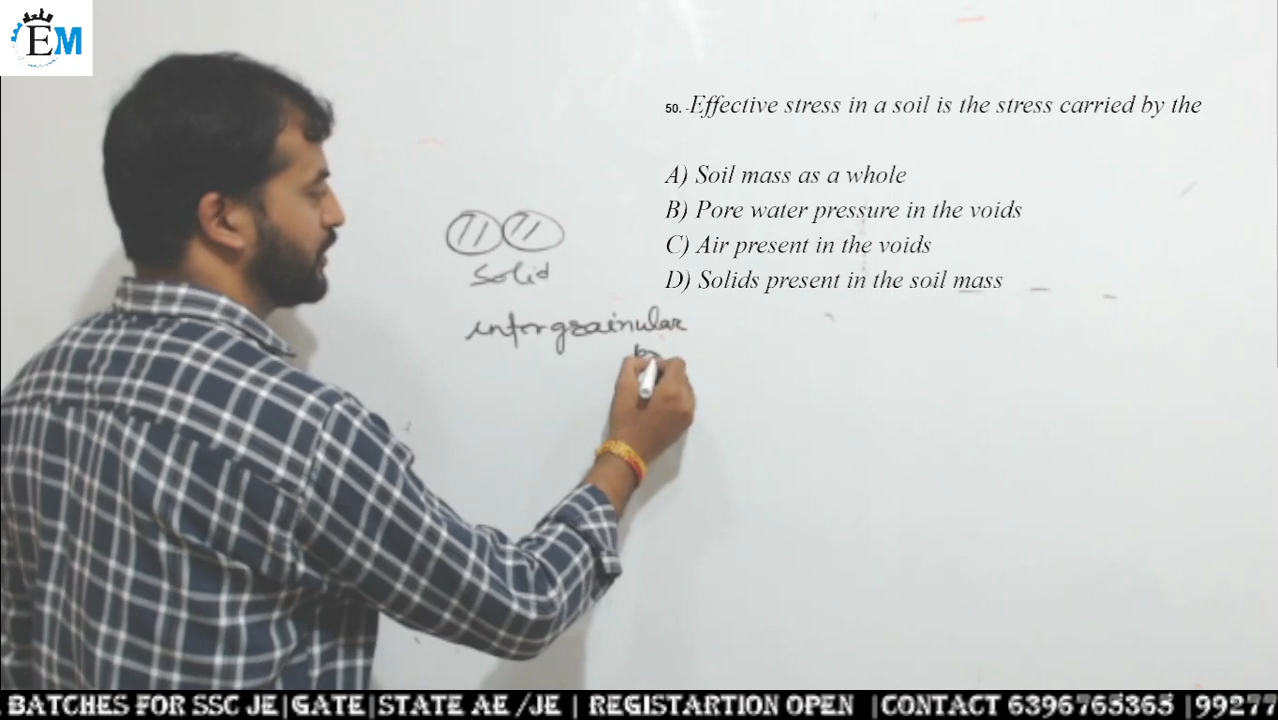 EM
50. -Effective stress in a soil is the stress carried by the
A) Soil mass as a whole
B) Pore water pressure in the voids
C) Air present in the voids
D) Solids present in the soil mass
Solid
intergrainular
BATCHES FOR SSC JE|GATE|STATE AE /JE | REGISTARTION OPEN |CONTACT 6396765365 |99277